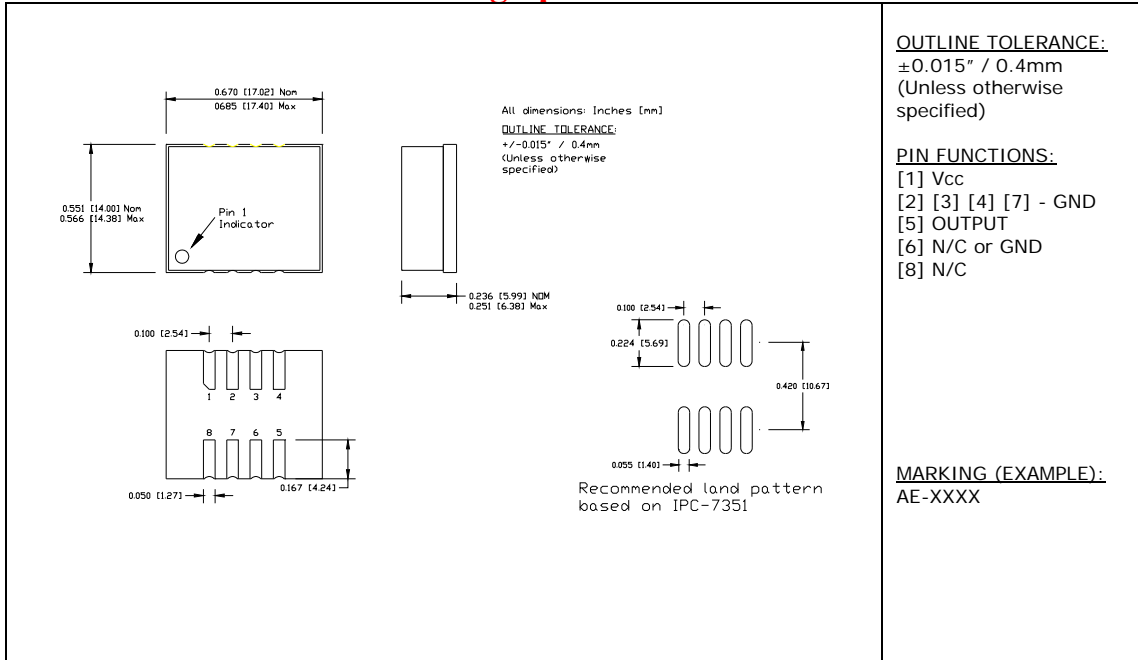 0.670 [17.02] Nom
0685 [17.40] Max
All dimensions: Inches [mm]
OUTLINE TOLERANCE:
+/-0.015" / 0.4mm
(Unless otherwise
specified)
0.551 [14.00] Nom
0.566 [14.38] Max
Pin 1
Indicator
0.236 [5.99] NOM
0.251 [6.38] Max
0.100 [2.54]
1 2 3 4
8 7 6 5
0.050 [1.27]
0.167 [4.24]
0.100 [2.54]
0.224 [5.69]
0.420 [10.67]
0.055 [1.40]
Recommended land pattern
based on IPC-7351
OUTLINE TOLERANCE:
±0.015" / 0.4mm
(Unless otherwise
specified)
PIN FUNCTIONS:
[1] Vcc
[2] [3] [4] [7] - GND
[5] OUTPUT
[6] N/C or GND
[8] N/C
MARKING (EXAMPLE):
AE-XXXX